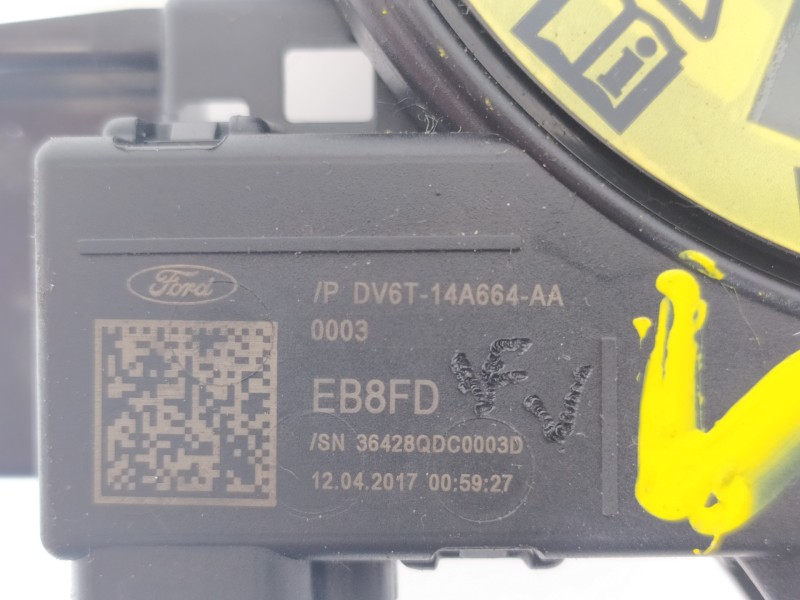 Ford
/P DV6T-14A664-AA
0003
EB8FD
/SN 36428QDC0003D
12.04.2017 00:59:27